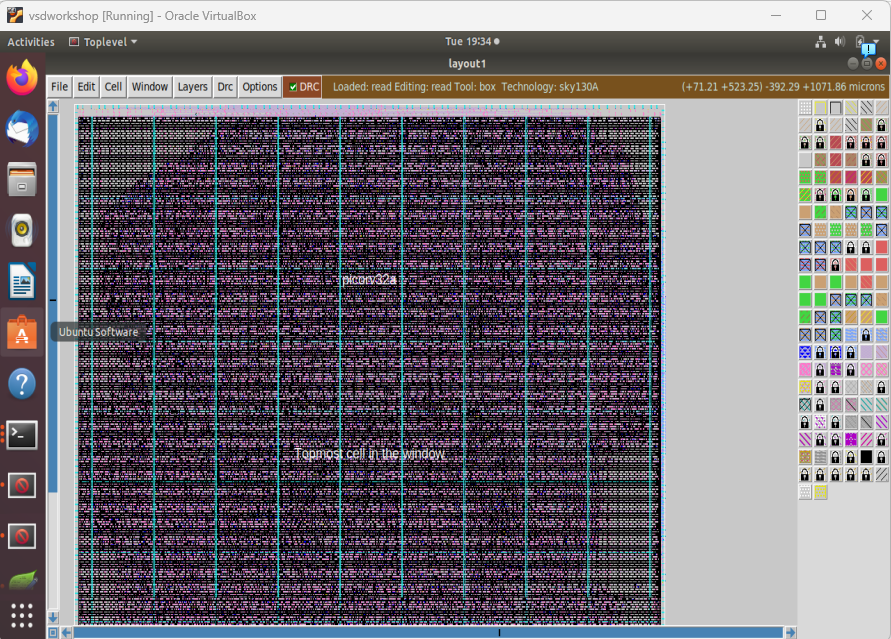 vsdworkshop [Running] - Oracle VirtualBox
Activities Toplevel Tue 19:34
layout1
File Edit Cell Window Layers Drc Options DRC Loaded: read Editing: read Tool: box Technology: sky130A (+71.21 +523.25) -392.29 +1071.86 microns
picorv32a
Ubuntu Software
Topmost cell in the window